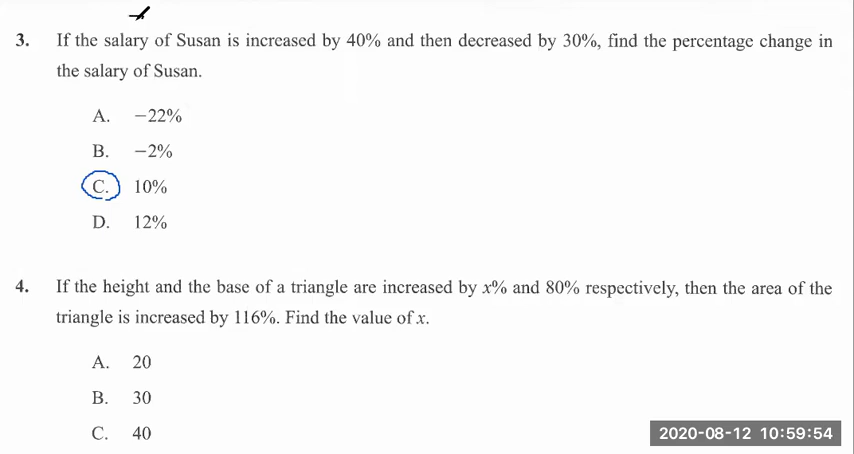 3. If the salary of Susan is increased by 40% and then decreased by 30%, find the percentage change in
the salary of Susan.
A. −22%
B. −2%
C. 10%
D. 12%
4. If the height and the base of a triangle are increased by x% and 80% respectively, then the area of the
triangle is increased by 116%. Find the value of x.
A. 20
B. 30
C. 40
2020-08-12 10:59:54